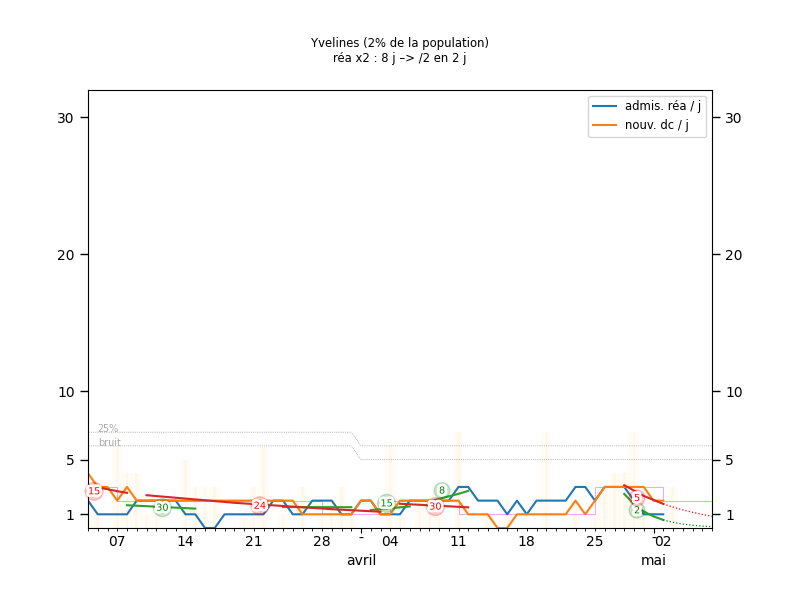 Yvelines (2% de la population)
réa x2 : 8 j –> /2 en 2 j
admis. réa / j
nouv. dc / j
30 30
20 20
10 10
25%
bruit
5 5
15 30 24 15 8 30 5 2
1 1
07 14 21 28 - 04 11 18 25 - 02
avril mai